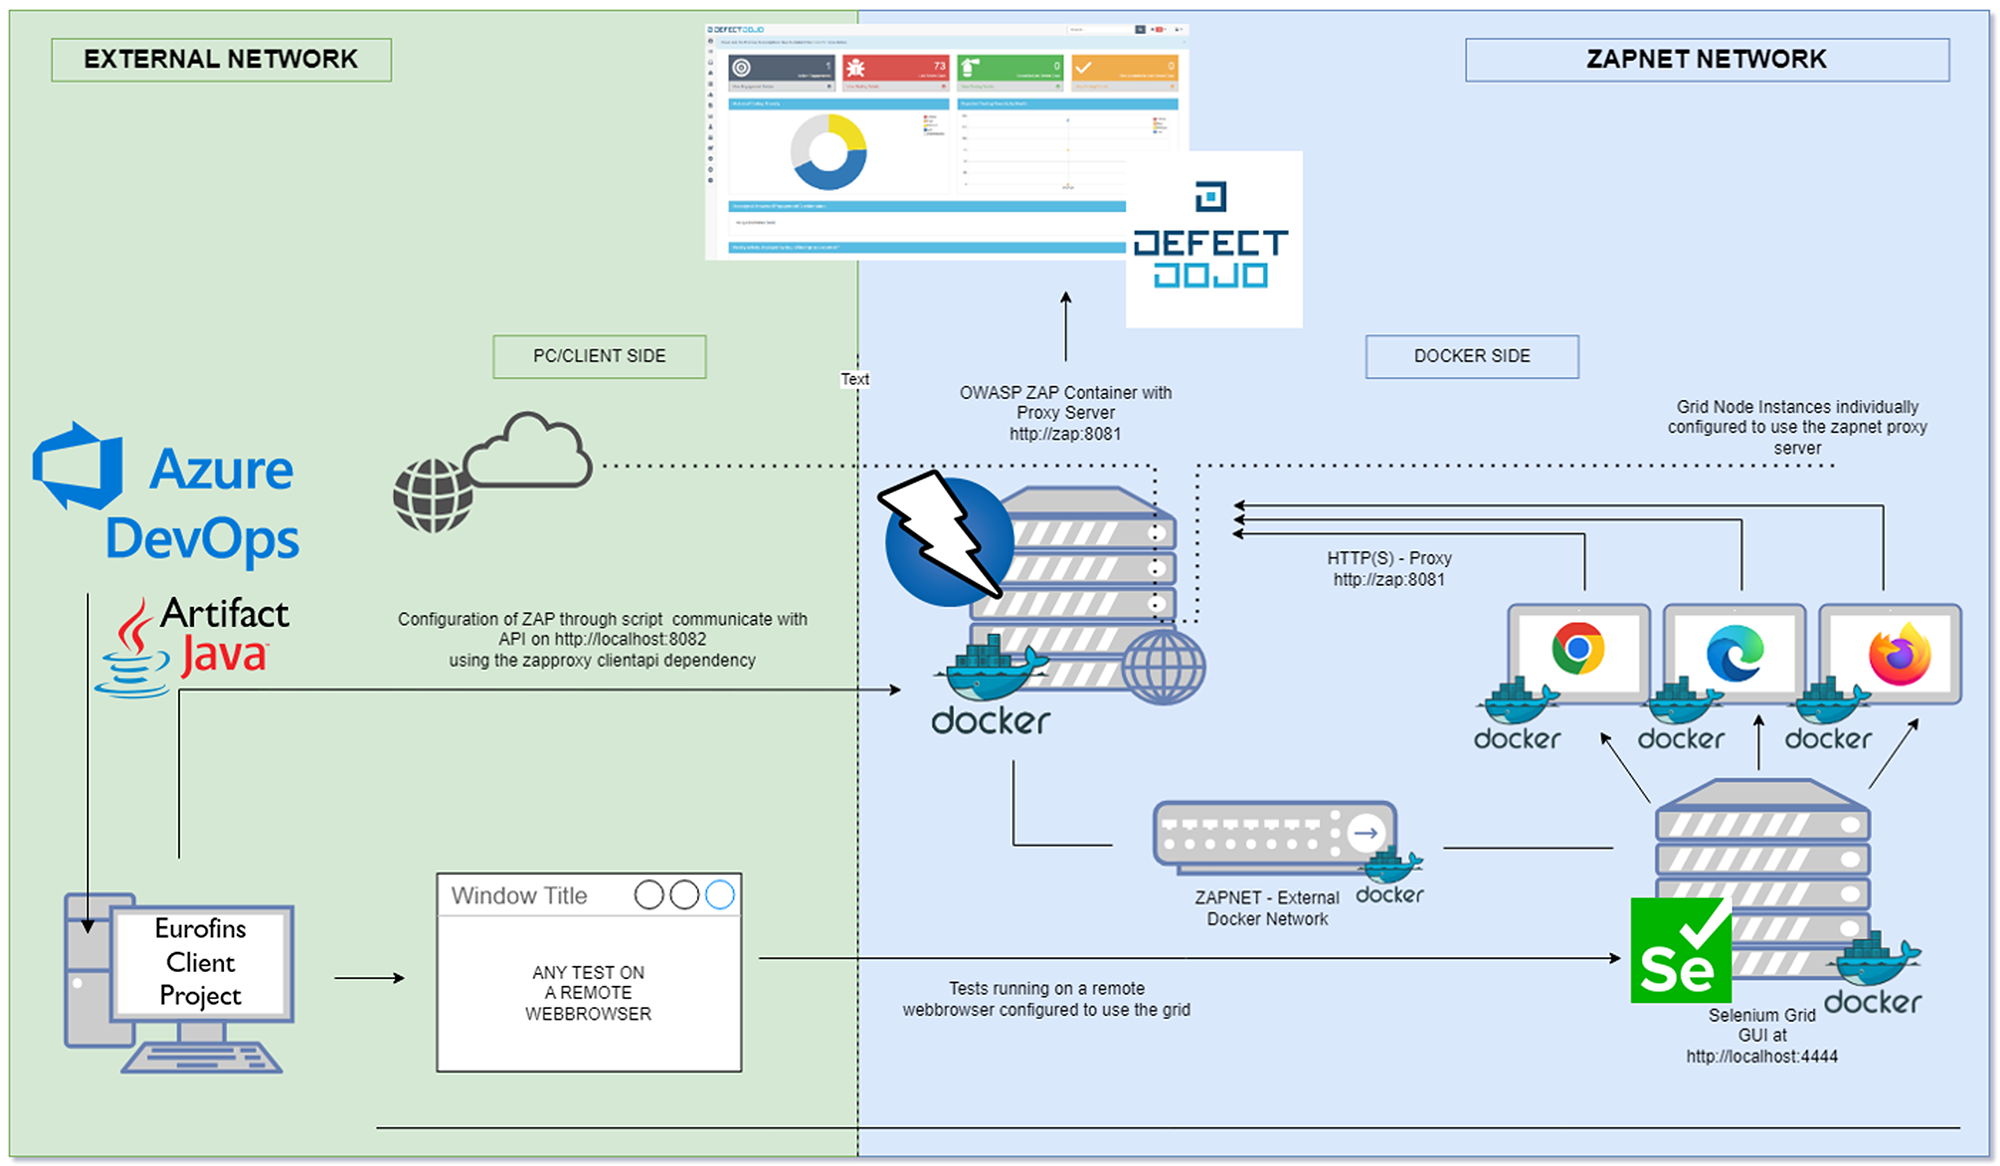 EXTERNAL NETWORK
ZAPNET NETWORK
DEFECTDOJO
1
73
0
0
DEFECT
DOJO
PC/CLIENT SIDE
DOCKER SIDE
Text
OWASP ZAP Container with
Proxy Server
http://zap:8081
Grid Node Instances individually
configured to use the zapnet proxy
server
Azure
DevOps
Artifact
Java
Configuration of ZAP through script communicate with
API on http://localhost:8082
using the zapproxy clientapi dependency
HTTP(S) - Proxy
http://zap:8081
docker
docker
docker
docker
ZAPNET - External
Docker Network
docker
Eurofins
Client
Project
Window Title
ANY TEST ON
A REMOTE
WEBBROWSER
Tests running on a remote
webbrowser configured to use the grid
Se
docker
Selenium Grid
GUI at
http://localhost:4444